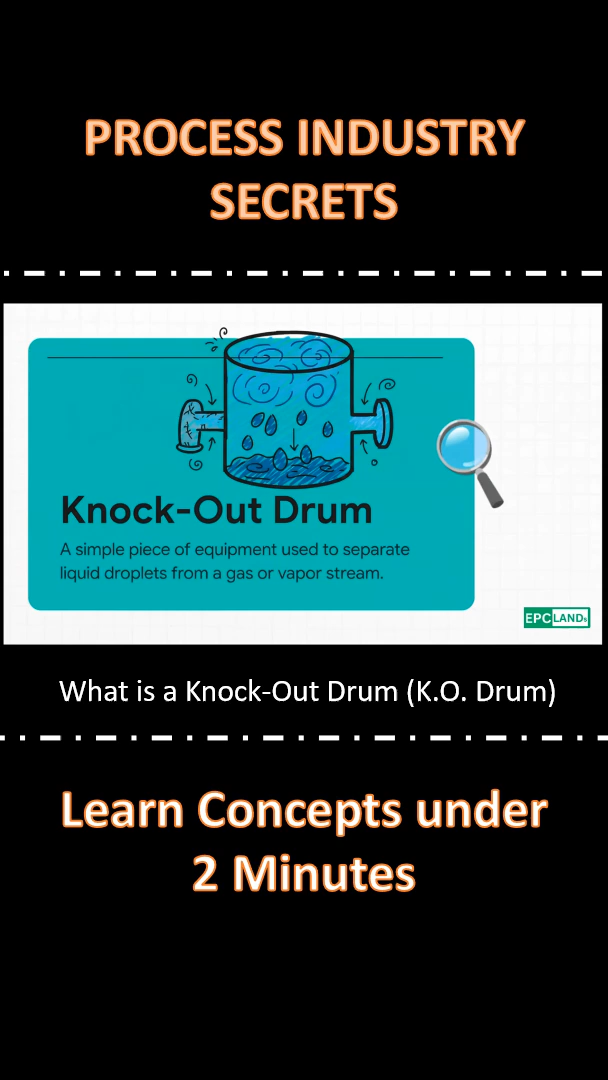 PROCESS INDUSTRY
SECRETS
Knock-Out Drum
A simple piece of equipment used to separate
liquid droplets from a gas or vapor stream.
EPCLANDs
What is a Knock-Out Drum (K.O. Drum)
Learn Concepts under
2 Minutes